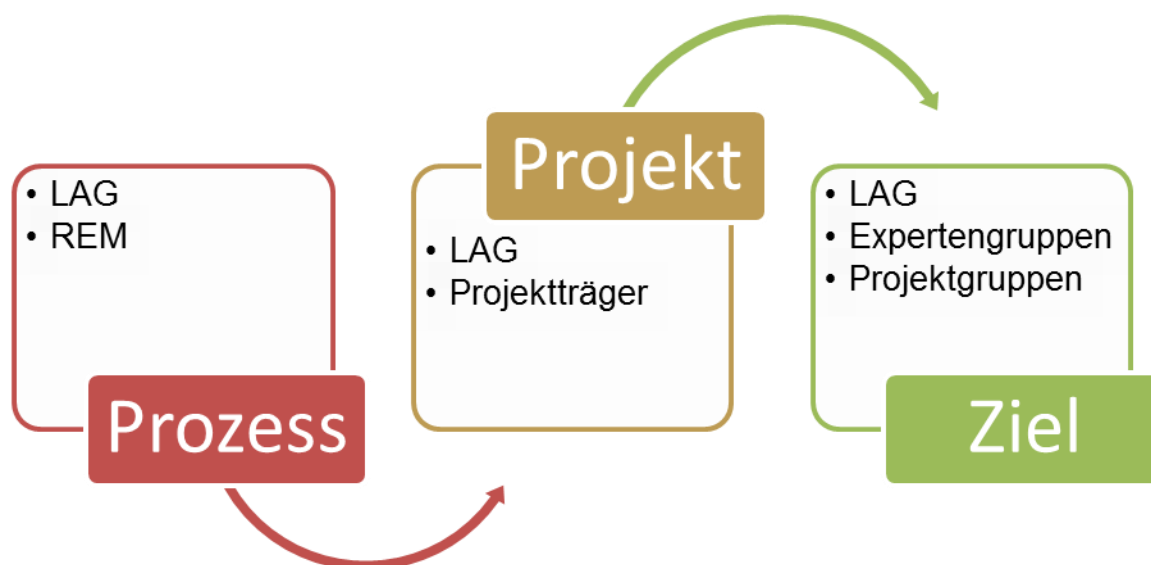 • LAG
• REM
Prozess
Projekt
• LAG
• Projektträger
• LAG
• Expertengruppen
• Projektgruppen
Ziel